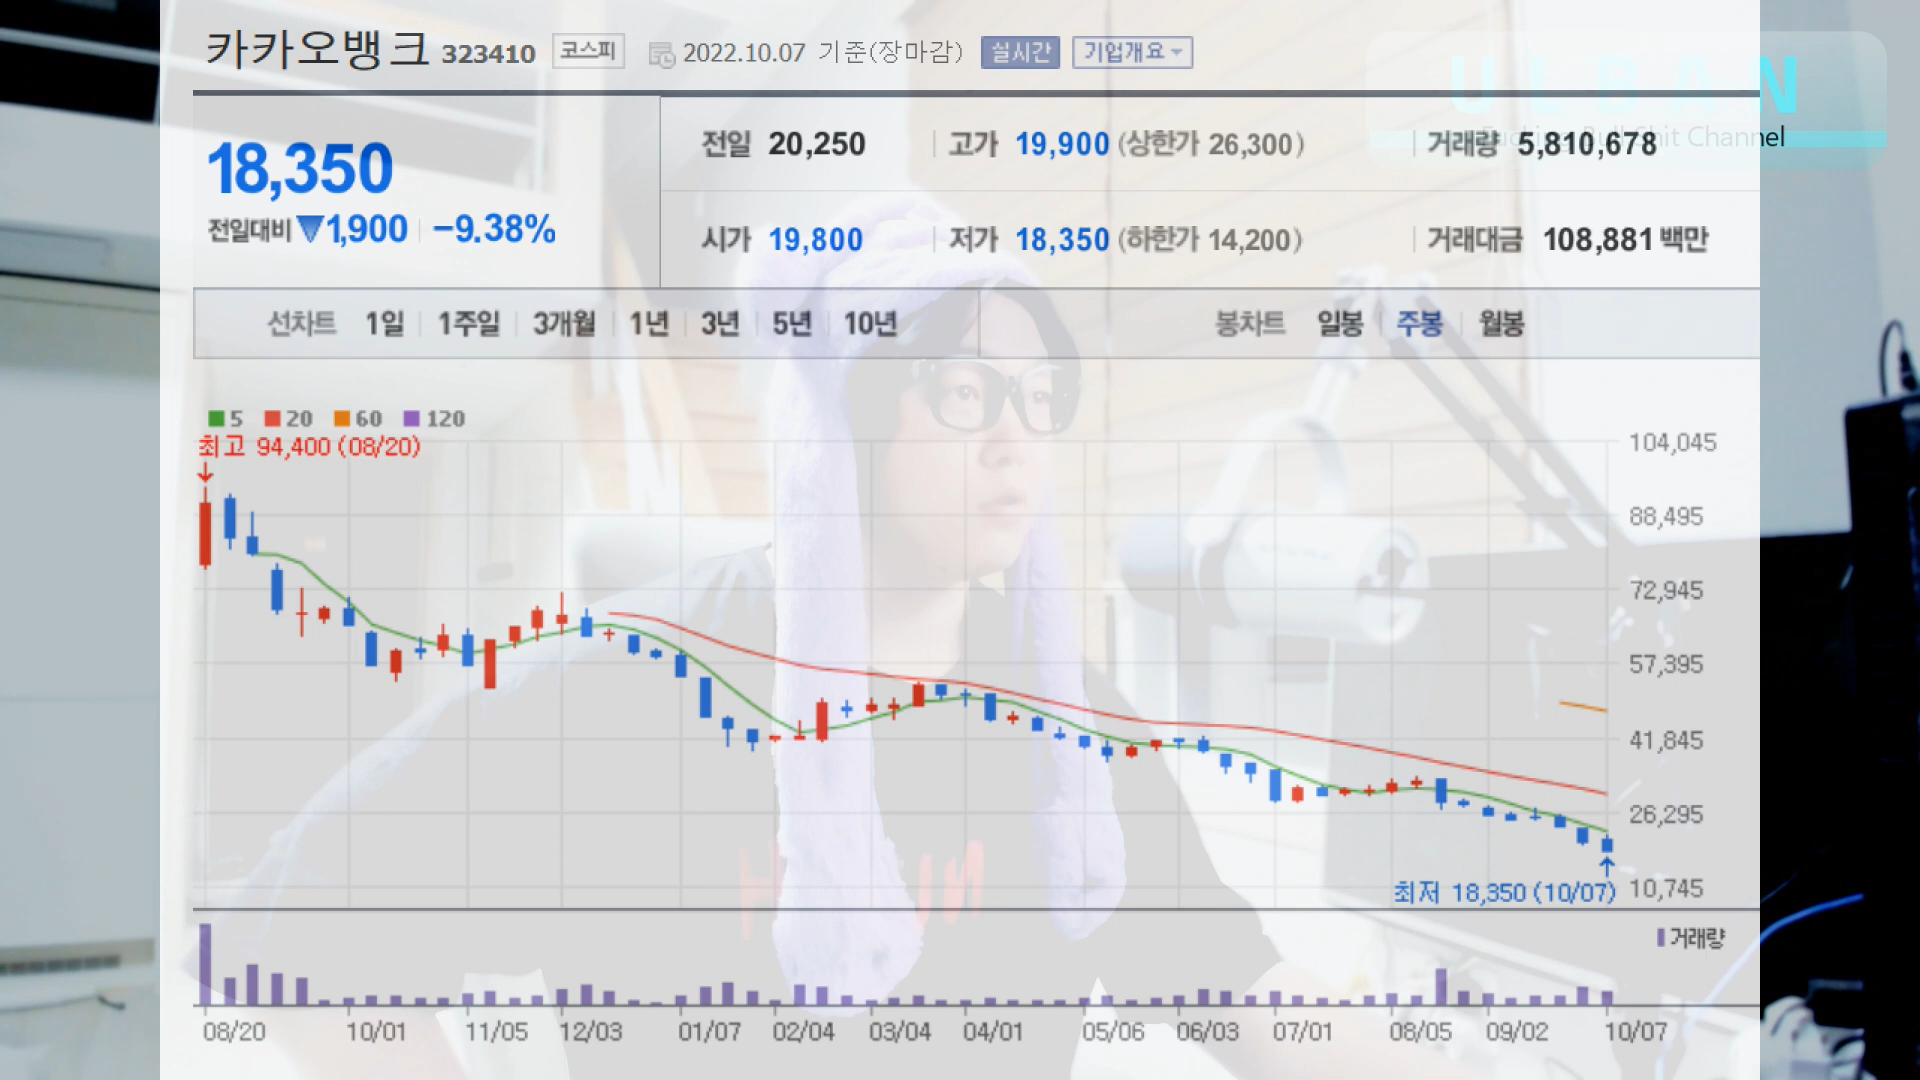 카카오뱅크 323410 코스피 2022.10.07 기준(장마감) 실시간 기업개요
18,350
전일대비 ▼1,900 -9.38%
전일 20,250 고가 19,900 (상한가 26,300) 거래량 5,810,678
시가 19,800 저가 18,350 (하한가 14,200) 거래대금 108,881 백만
선차트 1일 1주일 3개월 1년 3년 5년 10년 봉차트 일봉 주봉 월봉
5 20 60 120
최고 94,400 (08/20)
104,045
88,495
72,945
57,395
41,845
26,295
10,745
최저 18,350 (10/07)
거래량
08/20 10/01 11/05 12/03 01/07 02/04 03/04 04/01 05/06 06/03 07/01 08/05 09/02 10/07
ULBAN
Channel